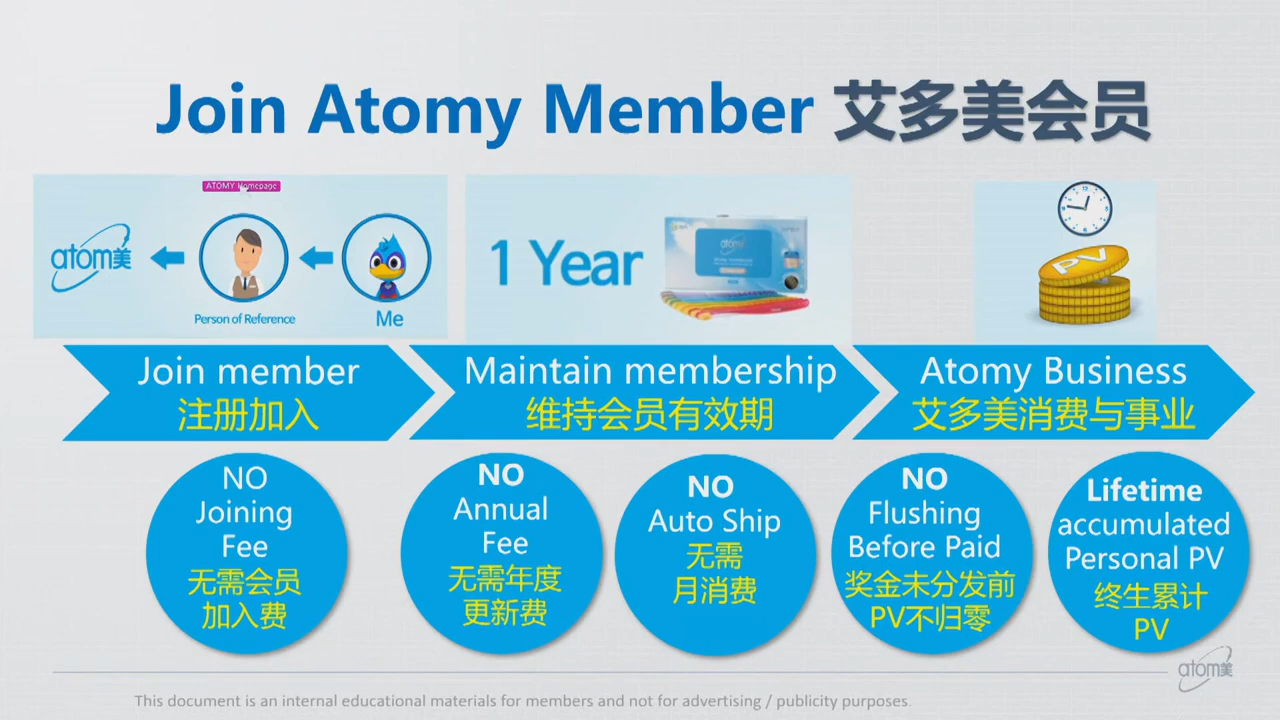 Join Atomy Member 艾多美会员
ATOMY Homepage
atom美
Person of Reference
Me
1 Year
atomy
PV
Join member
注册加入
Maintain membership
维持会员有效期
Atomy Business
艾多美消费与事业
NO
Joining
Fee
无需会员
加入费
NO
Annual
Fee
无需年度
更新费
NO
Auto Ship
无需
月消费
NO
Flushing
Before Paid
奖金未分发前
PV不归零
Lifetime
accumulated
Personal PV
终生累计
PV
atom美
This document is an internal educational materials for members and not for advertising / publicity purposes.